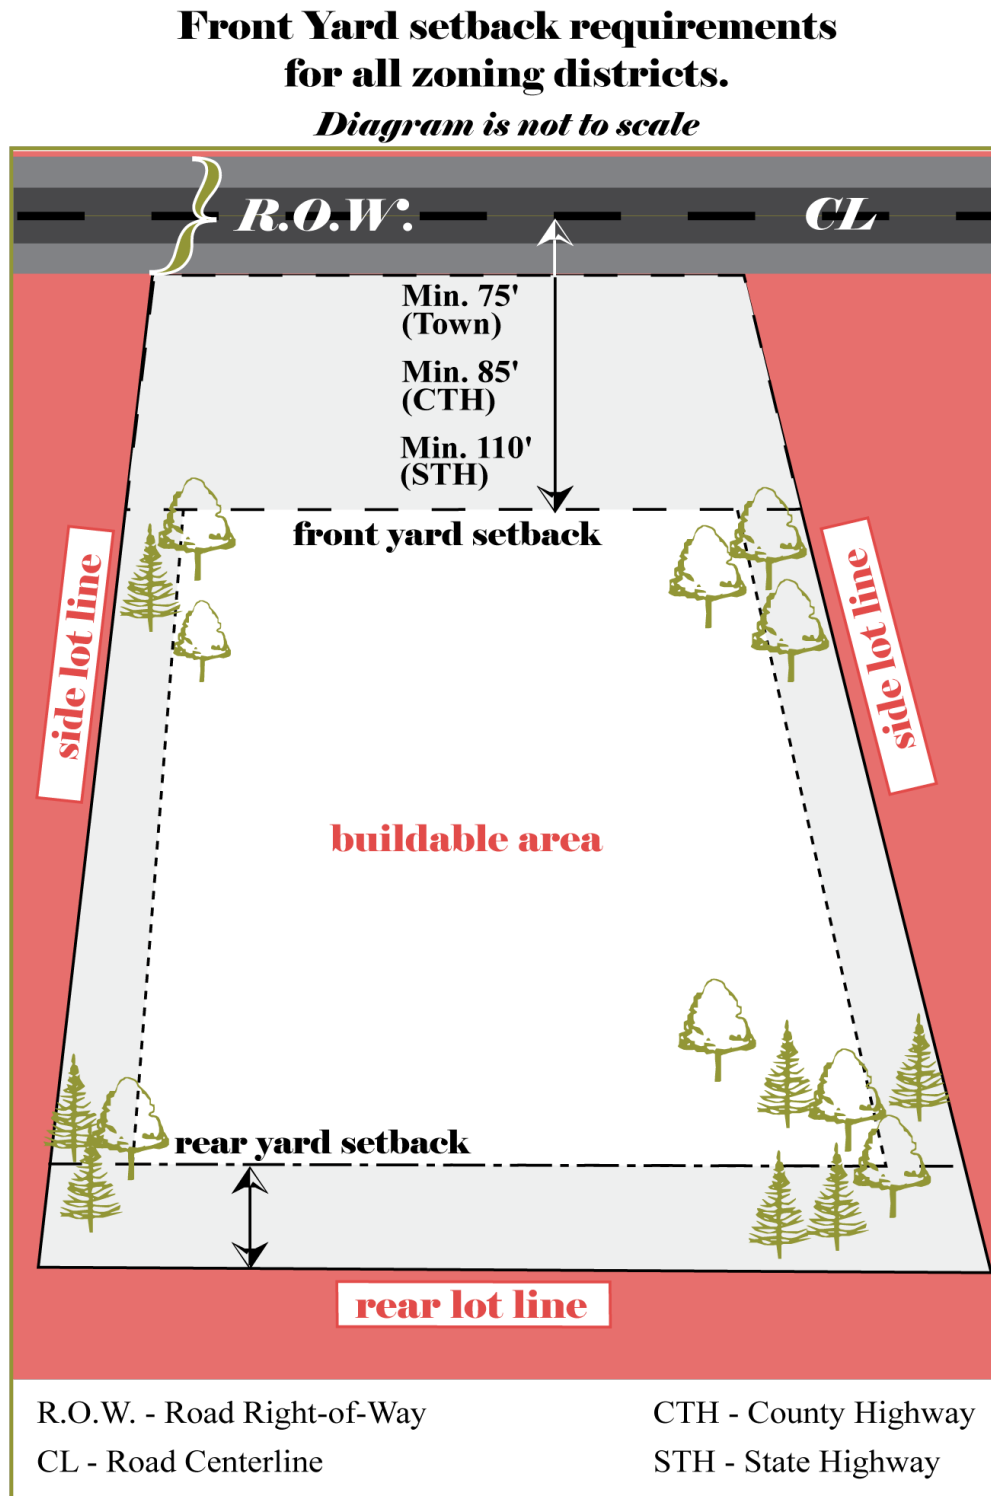 Front Yard setback requirements
for all zoning districts.
Diagram is not to scale
R.O.W.
CL
Min. 75'
(Town)
Min. 85'
(CTH)
Min. 110'
(STH)
front yard setback
side lot line
side lot line
buildable area
rear yard setback
rear lot line
R.O.W. - Road Right-of-Way
CTH - County Highway
CL - Road Centerline
STH - State Highway